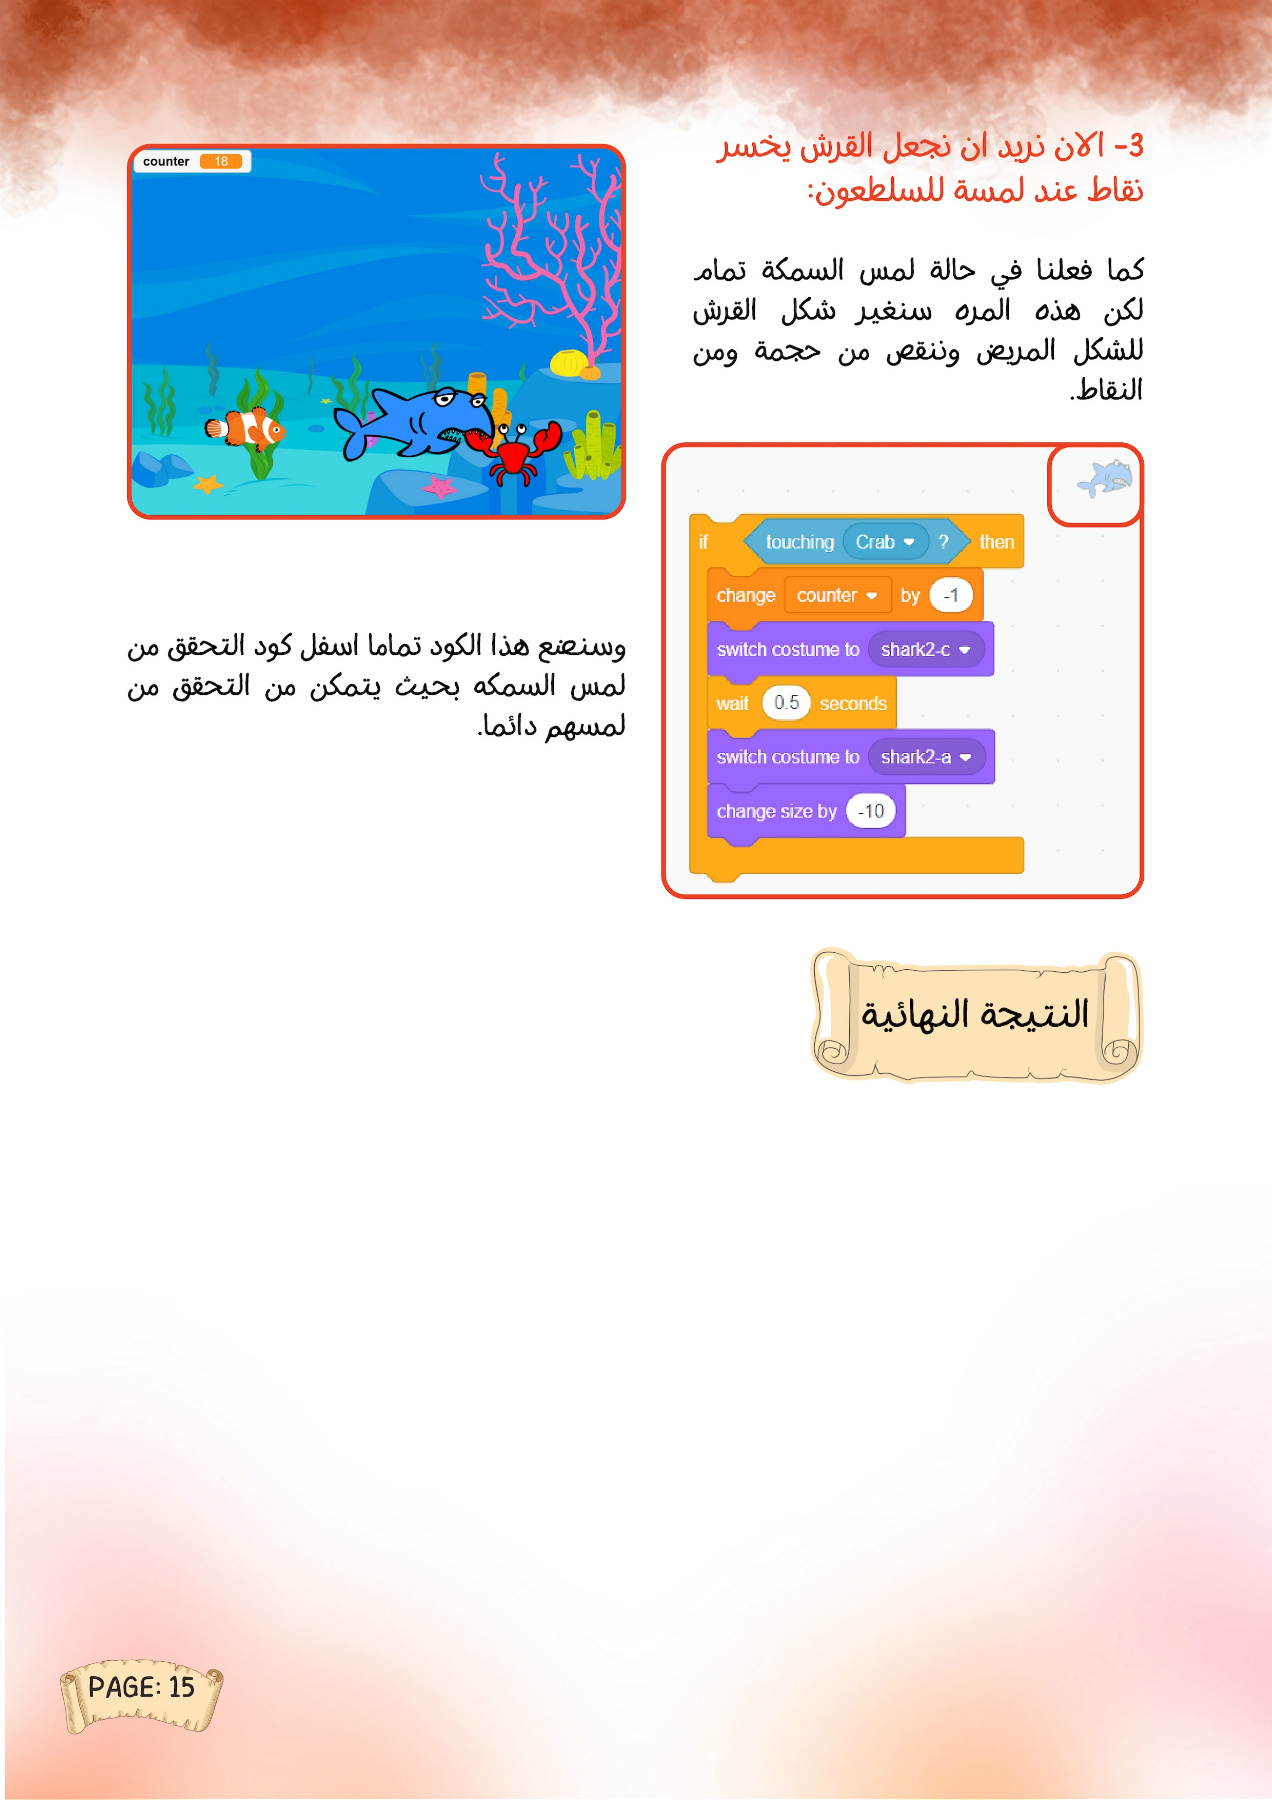 3- الان نريد ان نجعل القرش يخسر
نقاط عند لمسة للسلطعون:
كما فعلنا في حالة لمس السمكة تمام
لكن هذه المره سنغير شكل القرش
للشكل المريض وننقص من حجمة ومن
النقاط.
if touching Crab ? then
change counter by -1
switch costume to shark2-c
wait 0.5 seconds
switch costume to shark2-a
change size by -10
counter 18
وسنضع هذا الكود تماما اسفل كود التحقق من
لمس السمكه بحيث يتمكن من التحقق من
لمسهم دائما.
النتيجة النهائية
PAGE: 15